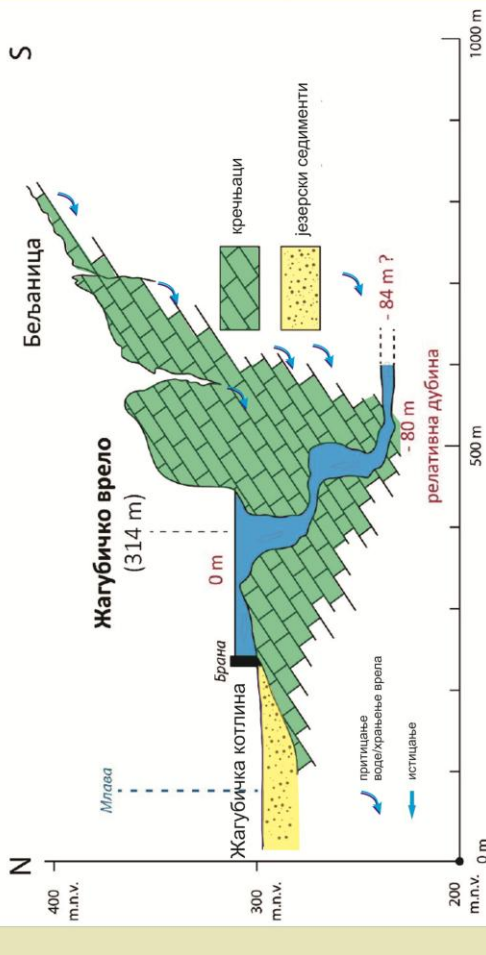 N
S
Бељаница
Жагубичко врело
(314 m)
0 m
Брана
Млава
Жагубичка котлина
кречњаци
језерски седименти
притицање
воде/храњење врела
истицање
- 80 m
- 84 m ?
релативна дубина
400
m.n.v.
300
m.n.v.
200
m.n.v.
0 m
500 m
1000 m